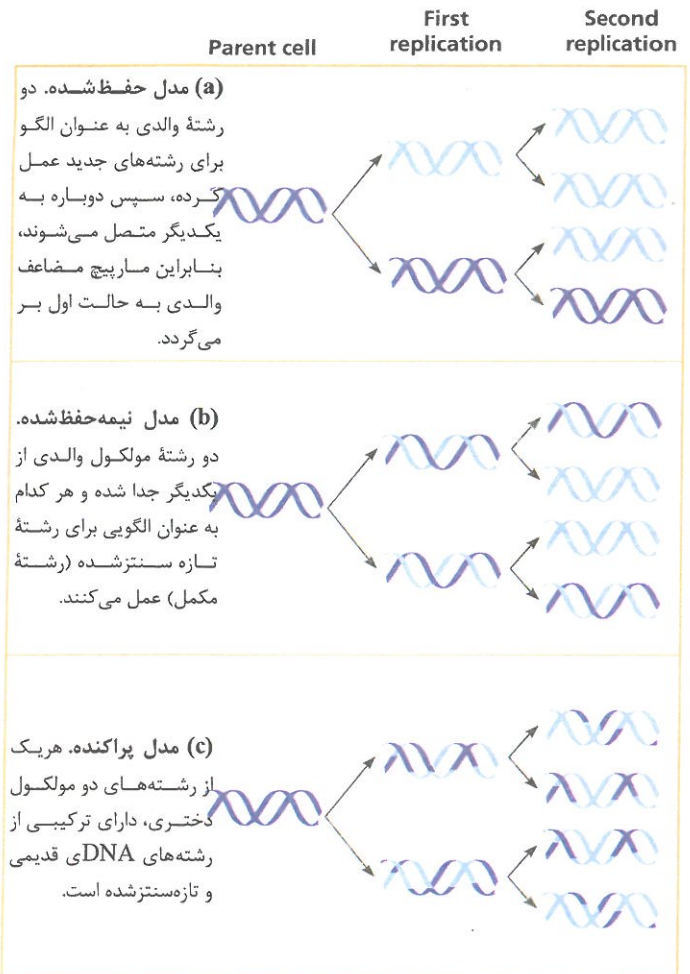 Parent cell
First
replication
Second
replication
(a) مدل حفظ‌شده. دو
رشتهٔ والدی به عنوان الگو
برای رشته‌های جدید عمل
کرده، سپس دوباره به
یکدیگر متصل می‌شوند،
بنابراین مارپیچ مضاعف
والدی به حالت اول بر
می‌گردد.
(b) مدل نیمه‌حفظ‌شده.
دو رشتهٔ مولکول والدی از
یکدیگر جدا شده و هر کدام
به عنوان الگویی برای رشتهٔ
تازه سنتزشده (رشتهٔ
مکمل) عمل می‌کنند.
(c) مدل پراکنده. هریک
از رشته‌های دو مولکول
دختری، دارای ترکیبی از
رشته‌های DNAی قدیمی
و تازه‌سنتزشده است.